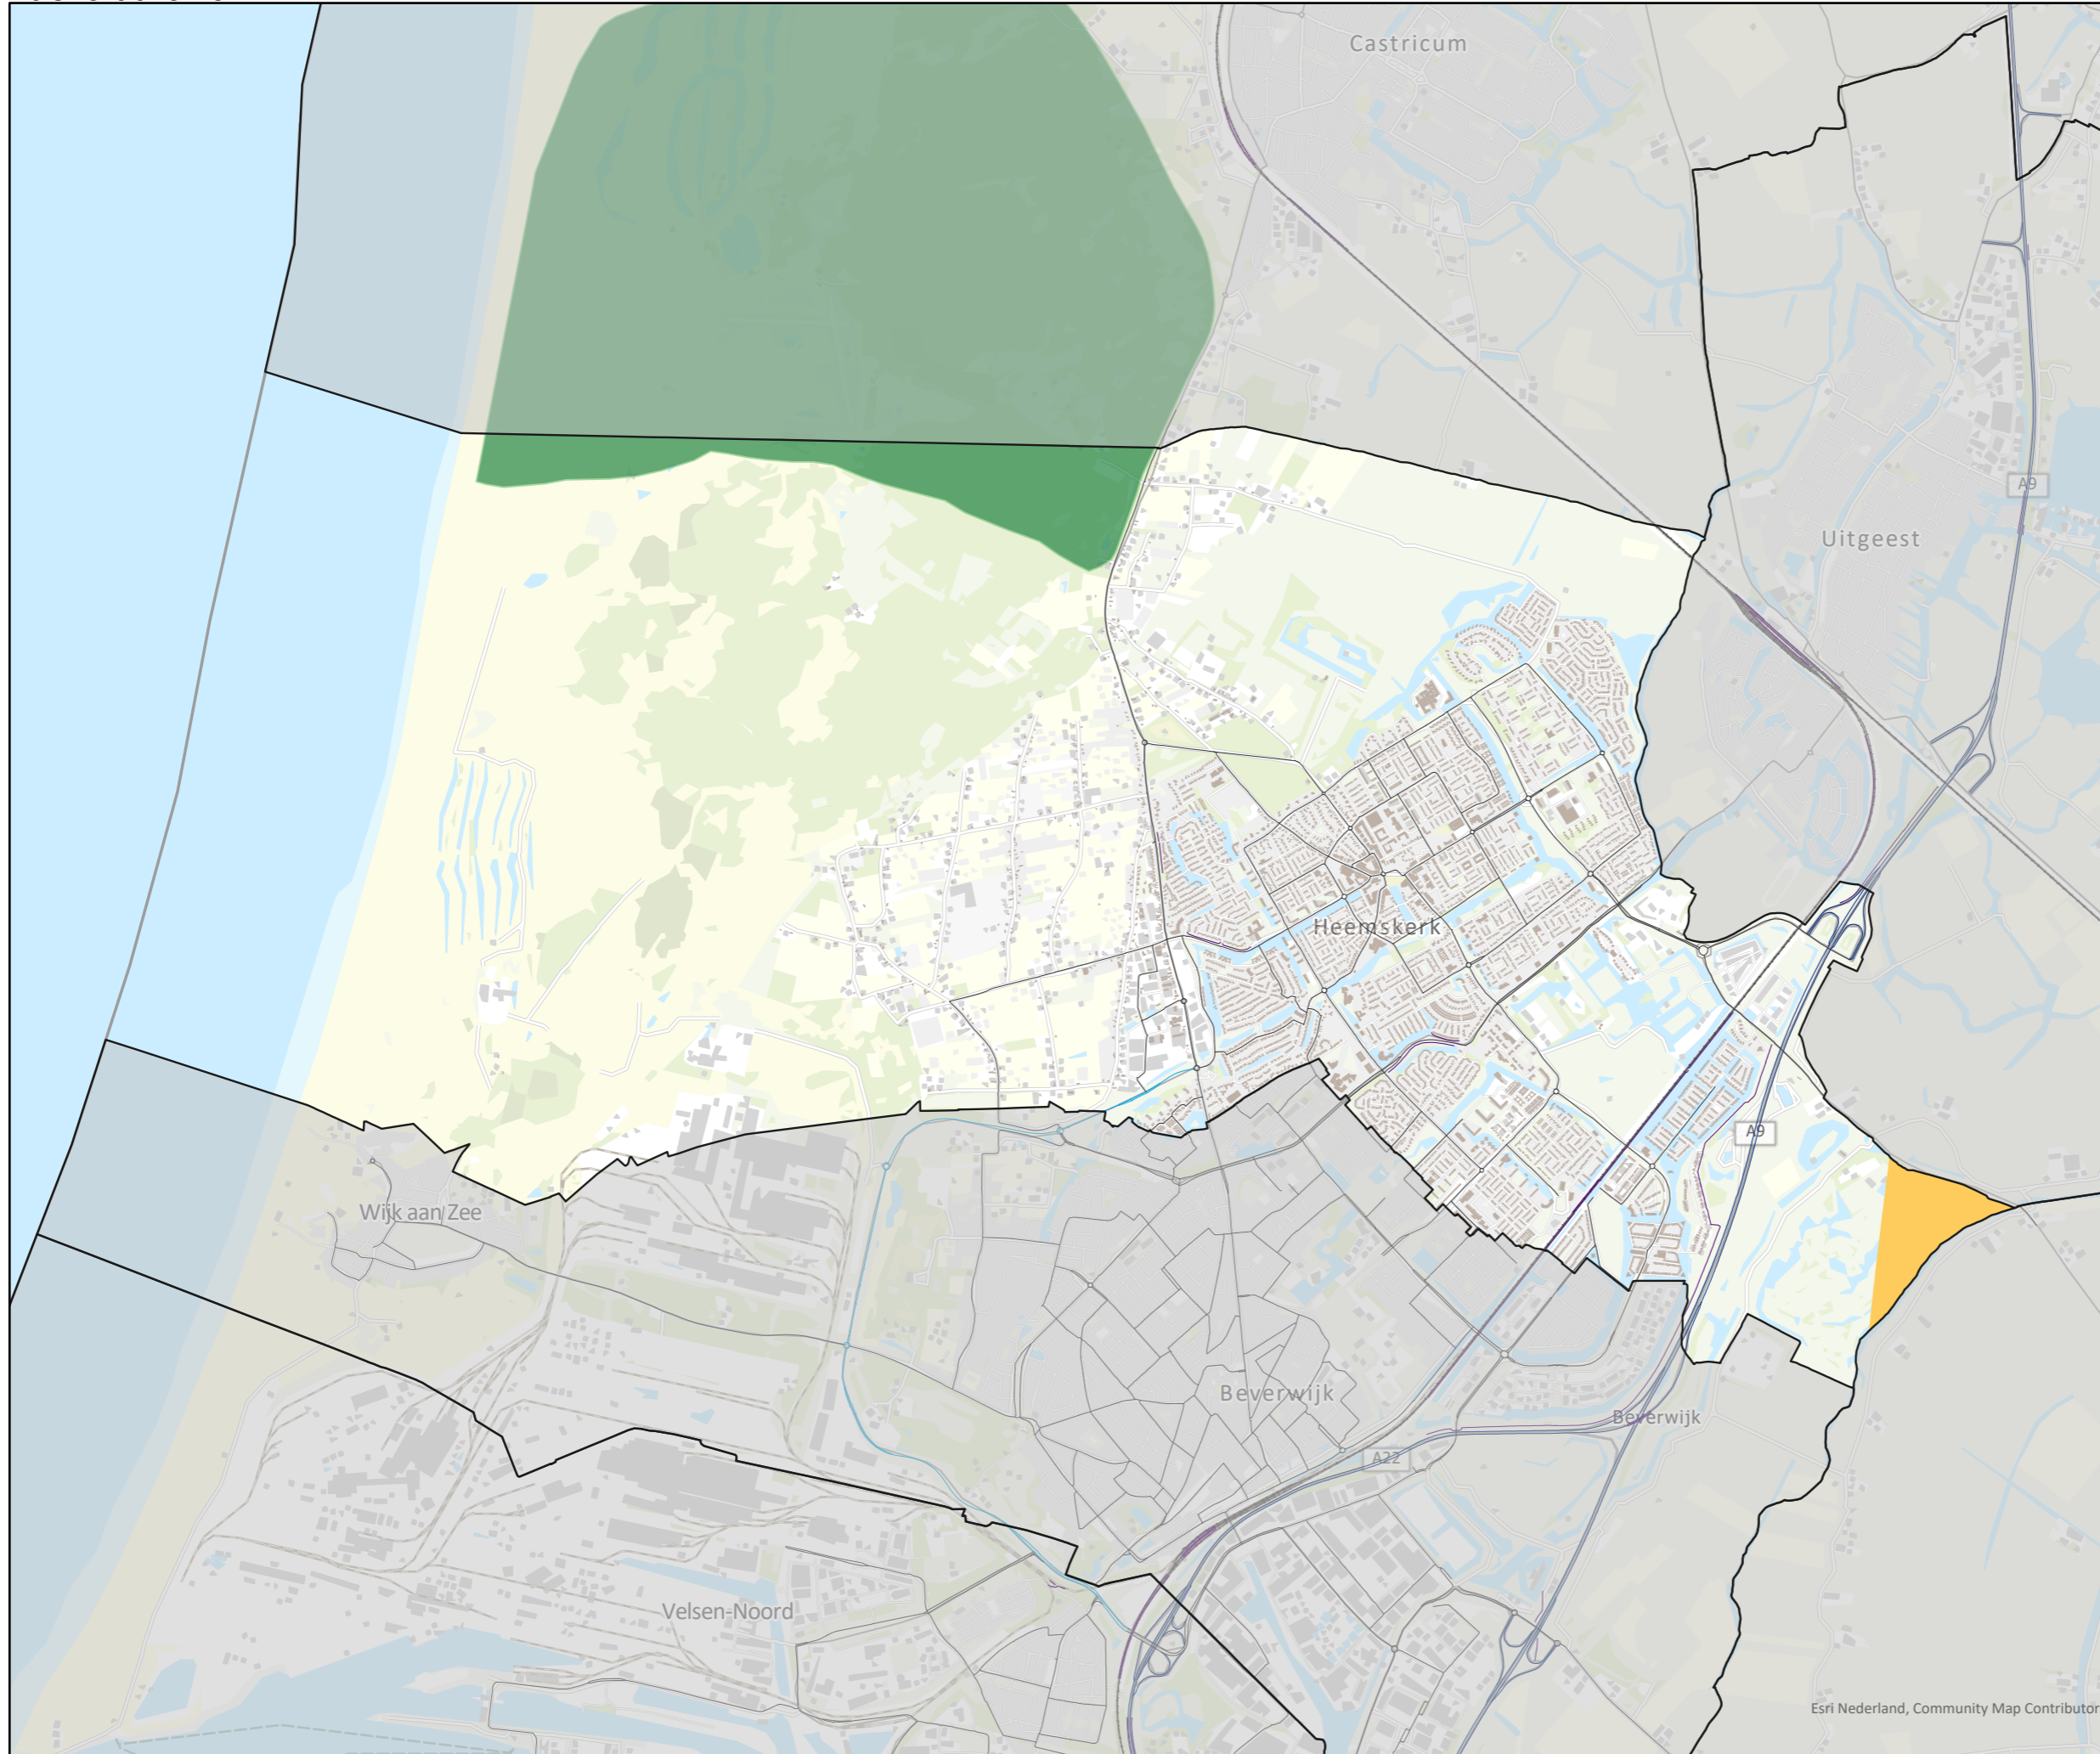 Castricum
A9
Uitgeest
Heemskerk
A9
Wijk aan Zee
Beverwijk
Beverwijk
A22
Velsen-Noord
Esri Nederland, Community Map Contributor